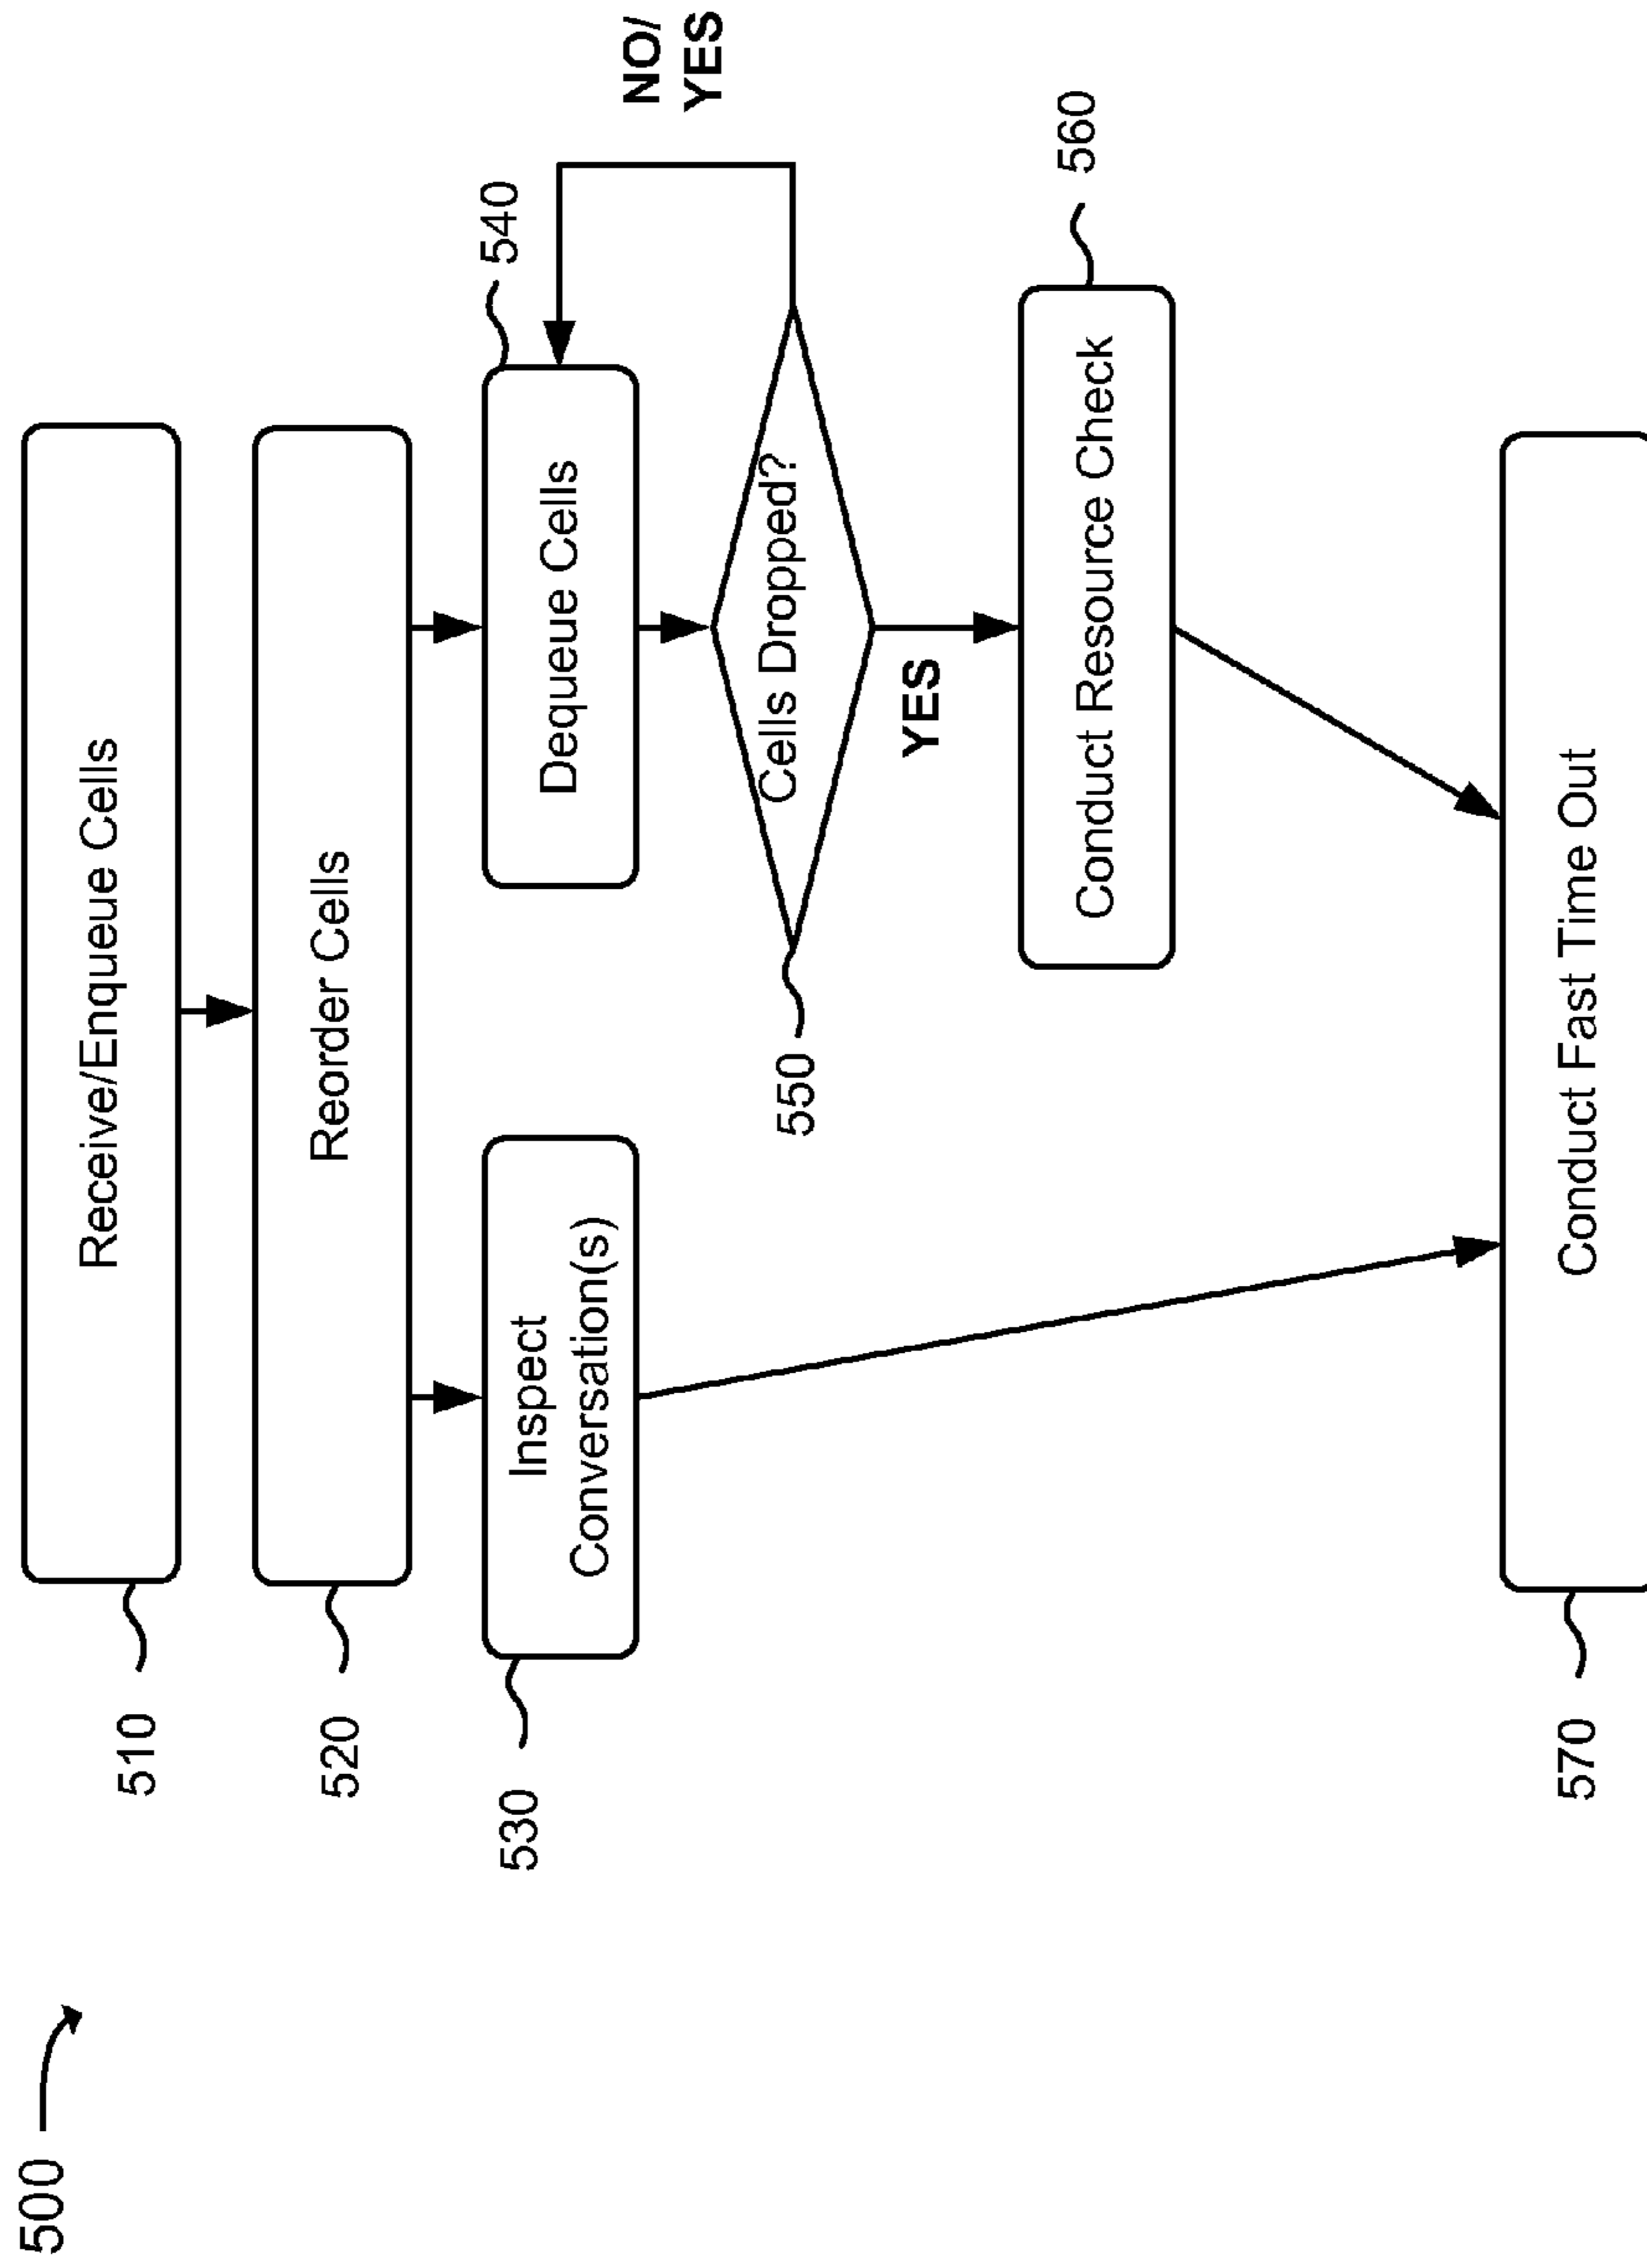 500
510
Receive/Enqueue Cells
520
Reorder Cells
530
Inspect
Conversation(s)
540
Dequeue Cells
NO/
YES
550
Cells Dropped?
YES
560
Conduct Resource Check
570
Conduct Fast Time Out